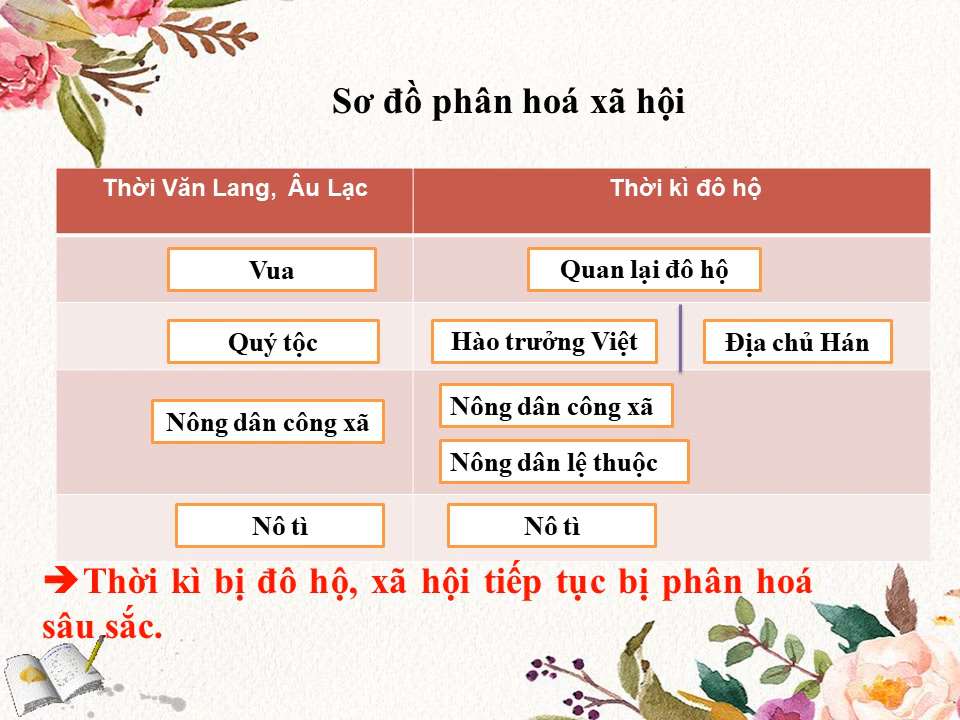 Sơ đồ phân hoá xã hội
Thời Văn Lang, Âu Lạc
Thời kì đô hộ
Vua
Quan lại đô hộ
Quý tộc
Hào trưởng Việt
Địa chủ Hán
Nông dân công xã
Nông dân công xã
Nông dân lệ thuộc
Nô tì
Nô tì
➔Thời kì bị đô hộ, xã hội tiếp tục bị phân hoá
sâu sắc.